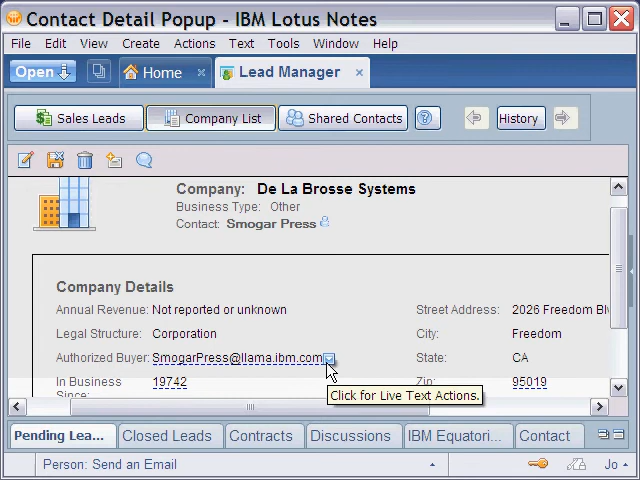 Contact Detail Popup - IBM Lotus Notes
File Edit View Create Actions Text Tools Window Help
Open Home × Lead Manager ×
Sales Leads Company List Shared Contacts ? History
Company: De La Brosse Systems
Business Type: Other
Contact: Smogar Press
Company Details
Annual Revenue: Not reported or unknown Street Address: 2026 Freedom Blv
Legal Structure: Corporation City: Freedom
Authorized Buyer: SmogarPress@llama.ibm.com State: CA
In Business 19742 Zip: 95019
Since:
Click for Live Text Actions.
Pending Lea... Closed Leads Contracts Discussions IBM Equatori... Contact
Person: Send an Email Jo